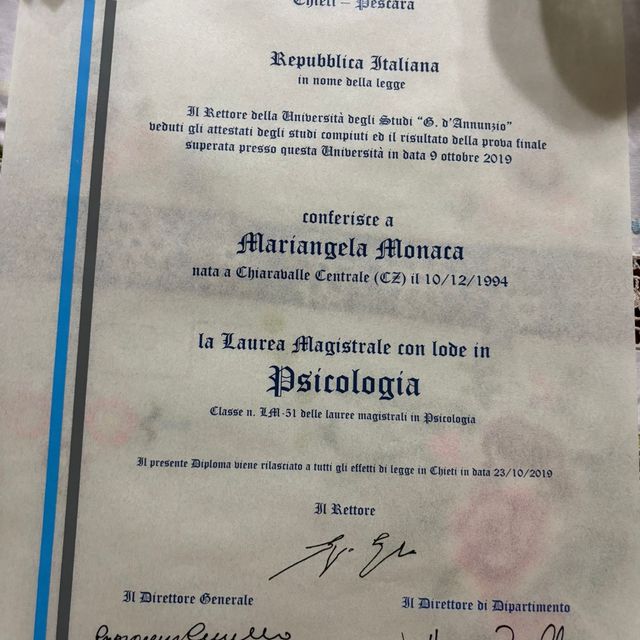 Chieti – Pescara
Repubblica Italiana
in nome della legge
Il Rettore della Università degli Studi "G. d'Annunzio"
veduti gli attestati degli studi compiuti ed il risultato della prova finale
superata presso questa Università in data 9 ottobre 2019
conferisce a
Mariangela Monaca
nata a Chiaravalle Centrale (CZ) il 10/12/1994
la Laurea Magistrale con lode in
Psicologia
Classe n. LM-51 delle lauree magistrali in Psicologia
Il presente Diploma viene rilasciato a tutti gli effetti di legge in Chieti in data 23/10/2019
Il Rettore
Il Direttore Generale
Il Direttore di Dipartimento